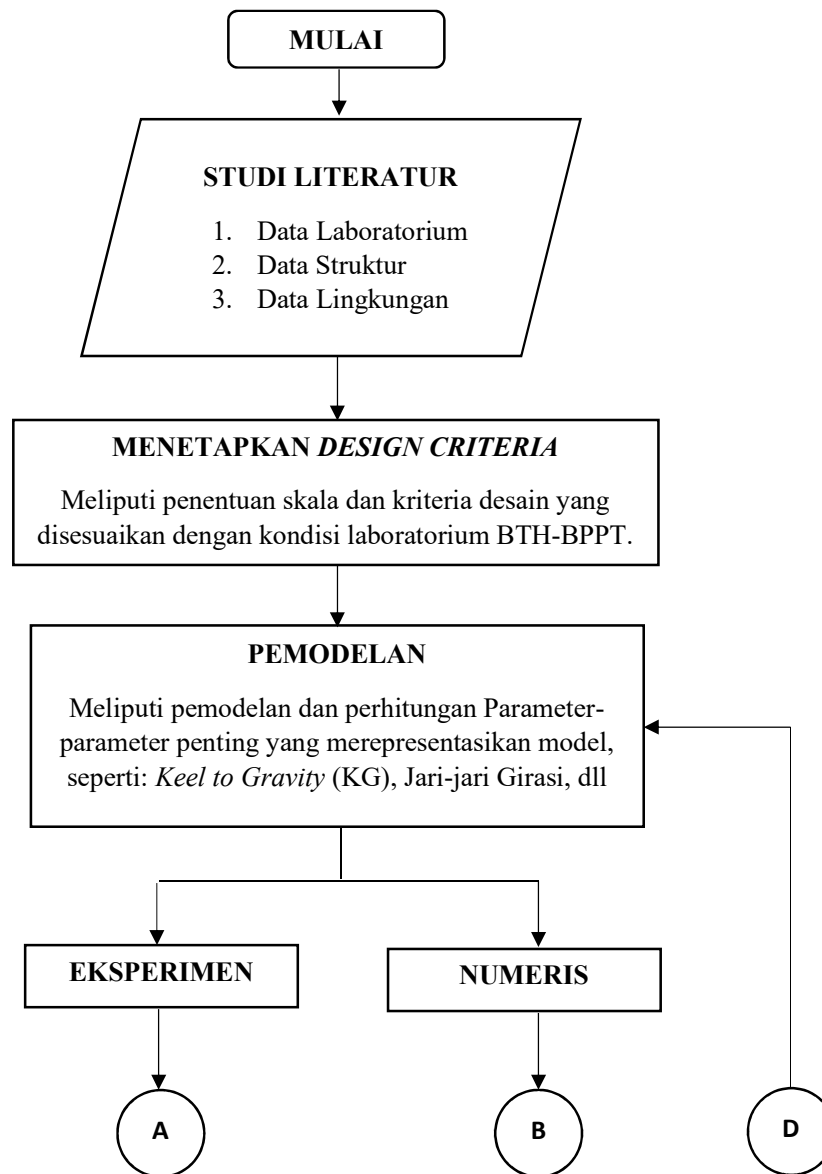 MULAI
STUDI LITERATUR
1. Data Laboratorium
2. Data Struktur
3. Data Lingkungan
MENETAPKAN DESIGN CRITERIA
Meliputi penentuan skala dan kriteria desain yang
disesuaikan dengan kondisi laboratorium BTH-BPPT.
PEMODELAN
Meliputi pemodelan dan perhitungan Parameter-
parameter penting yang merepresentasikan model,
seperti: Keel to Gravity (KG), Jari-jari Girasi, dll
EKSPERIMEN
NUMERIS
A
B
D